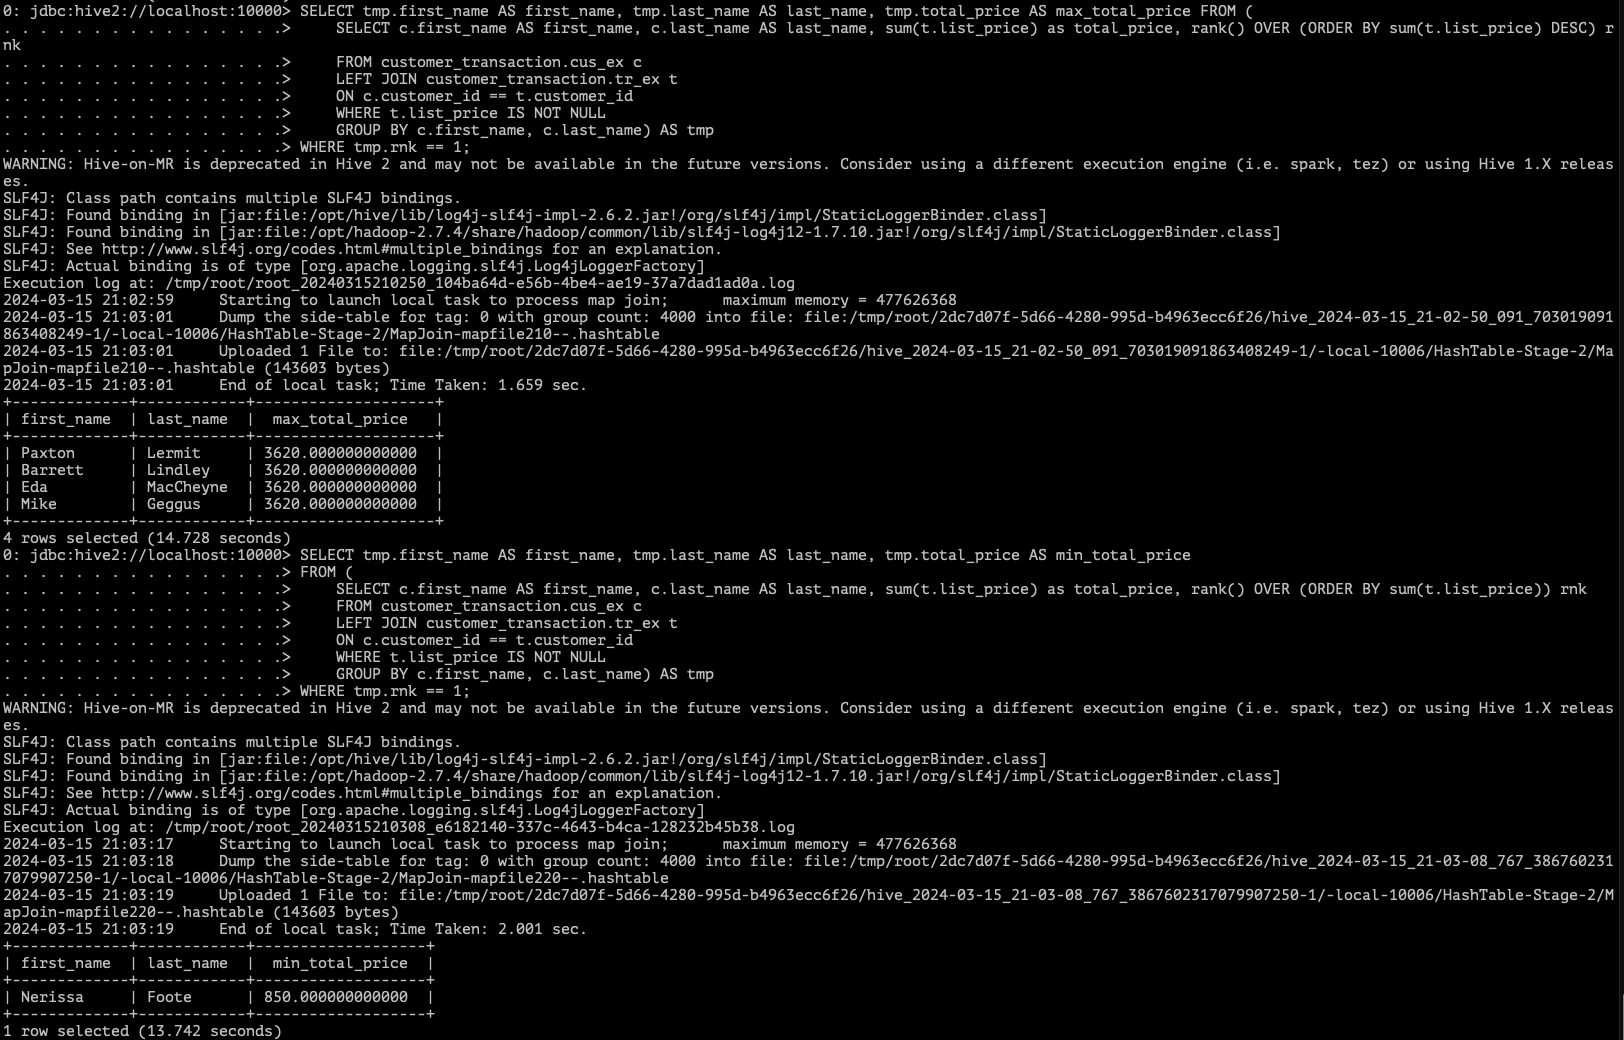 0: jdbc:hive2://localhost:10000> SELECT tmp.first_name AS first_name, tmp.last_name AS last_name, tmp.total_price AS max_total_price FROM (
. . . . . . . . . . . . . . . .>     SELECT c.first_name AS first_name, c.last_name AS last_name, sum(t.list_price) as total_price, rank() OVER (ORDER BY sum(t.list_price) DESC) r
nk
. . . . . . . . . . . . . . . .>     FROM customer_transaction.cus_ex c
. . . . . . . . . . . . . . . .>     LEFT JOIN customer_transaction.tr_ex t
. . . . . . . . . . . . . . . .>     ON c.customer_id == t.customer_id
. . . . . . . . . . . . . . . .>     WHERE t.list_price IS NOT NULL
. . . . . . . . . . . . . . . .>     GROUP BY c.first_name, c.last_name) AS tmp
. . . . . . . . . . . . . . . .> WHERE tmp.rnk == 1;
WARNING: Hive-on-MR is deprecated in Hive 2 and may not be available in the future versions. Consider using a different execution engine (i.e. spark, tez) or using Hive 1.X releas
es.
SLF4J: Class path contains multiple SLF4J bindings.
SLF4J: Found binding in [jar:file:/opt/hive/lib/log4j-slf4j-impl-2.6.2.jar!/org/slf4j/impl/StaticLoggerBinder.class]
SLF4J: Found binding in [jar:file:/opt/hadoop-2.7.4/share/hadoop/common/lib/slf4j-log4j12-1.7.10.jar!/org/slf4j/impl/StaticLoggerBinder.class]
SLF4J: See http://www.slf4j.org/codes.html#multiple_bindings for an explanation.
SLF4J: Actual binding is of type [org.apache.logging.slf4j.Log4jLoggerFactory]
Execution log at: /tmp/root/root_20240315210250_104ba64d-e56b-4be4-ae19-37a7dad1ad0a.log
2024-03-15 21:02:59     Starting to launch local task to process map join;      maximum memory = 477626368
2024-03-15 21:03:01     Dump the side-table for tag: 0 with group count: 4000 into file: file:/tmp/root/2dc7d07f-5d66-4280-995d-b4963ecc6f26/hive_2024-03-15_21-02-50_091_703019091
863408249-1/-local-10006/HashTable-Stage-2/MapJoin-mapfile210--.hashtable
2024-03-15 21:03:01     Uploaded 1 File to: file:/tmp/root/2dc7d07f-5d66-4280-995d-b4963ecc6f26/hive_2024-03-15_21-02-50_091_703019091863408249-1/-local-10006/HashTable-Stage-2/Ma
pJoin-mapfile210--.hashtable (143603 bytes)
2024-03-15 21:03:01     End of local task; Time Taken: 1.659 sec.
+-------------+------------+--------------------+
| first_name  | last_name  |  max_total_price   |
+-------------+------------+--------------------+
| Paxton      | Lermit     | 3620.000000000000  |
| Barrett     | Lindley    | 3620.000000000000  |
| Eda         | MacCheyne  | 3620.000000000000  |
| Mike        | Geggus     | 3620.000000000000  |
+-------------+------------+--------------------+
4 rows selected (14.728 seconds)
0: jdbc:hive2://localhost:10000> SELECT tmp.first_name AS first_name, tmp.last_name AS last_name, tmp.total_price AS min_total_price
. . . . . . . . . . . . . . . .> FROM (
. . . . . . . . . . . . . . . .>     SELECT c.first_name AS first_name, c.last_name AS last_name, sum(t.list_price) as total_price, rank() OVER (ORDER BY sum(t.list_price)) rnk
. . . . . . . . . . . . . . . .>     FROM customer_transaction.cus_ex c
. . . . . . . . . . . . . . . .>     LEFT JOIN customer_transaction.tr_ex t
. . . . . . . . . . . . . . . .>     ON c.customer_id == t.customer_id
. . . . . . . . . . . . . . . .>     WHERE t.list_price IS NOT NULL
. . . . . . . . . . . . . . . .>     GROUP BY c.first_name, c.last_name) AS tmp
. . . . . . . . . . . . . . . .> WHERE tmp.rnk == 1;
WARNING: Hive-on-MR is deprecated in Hive 2 and may not be available in the future versions. Consider using a different execution engine (i.e. spark, tez) or using Hive 1.X releas
es.
SLF4J: Class path contains multiple SLF4J bindings.
SLF4J: Found binding in [jar:file:/opt/hive/lib/log4j-slf4j-impl-2.6.2.jar!/org/slf4j/impl/StaticLoggerBinder.class]
SLF4J: Found binding in [jar:file:/opt/hadoop-2.7.4/share/hadoop/common/lib/slf4j-log4j12-1.7.10.jar!/org/slf4j/impl/StaticLoggerBinder.class]
SLF4J: See http://www.slf4j.org/codes.html#multiple_bindings for an explanation.
SLF4J: Actual binding is of type [org.apache.logging.slf4j.Log4jLoggerFactory]
Execution log at: /tmp/root/root_20240315210308_e6182140-337c-4643-b4ca-128232b45b38.log
2024-03-15 21:03:17     Starting to launch local task to process map join;      maximum memory = 477626368
2024-03-15 21:03:18     Dump the side-table for tag: 0 with group count: 4000 into file: file:/tmp/root/2dc7d07f-5d66-4280-995d-b4963ecc6f26/hive_2024-03-15_21-03-08_767_386760231
7079907250-1/-local-10006/HashTable-Stage-2/MapJoin-mapfile220--.hashtable
2024-03-15 21:03:19     Uploaded 1 File to: file:/tmp/root/2dc7d07f-5d66-4280-995d-b4963ecc6f26/hive_2024-03-15_21-03-08_767_3867602317079907250-1/-local-10006/HashTable-Stage-2/M
apJoin-mapfile220--.hashtable (143603 bytes)
2024-03-15 21:03:19     End of local task; Time Taken: 2.001 sec.
+-------------+------------+-------------------+
| first_name  | last_name  |  min_total_price  |
+-------------+------------+-------------------+
| Nerissa     | Foote      | 850.000000000000  |
+-------------+------------+-------------------+
1 row selected (13.742 seconds)